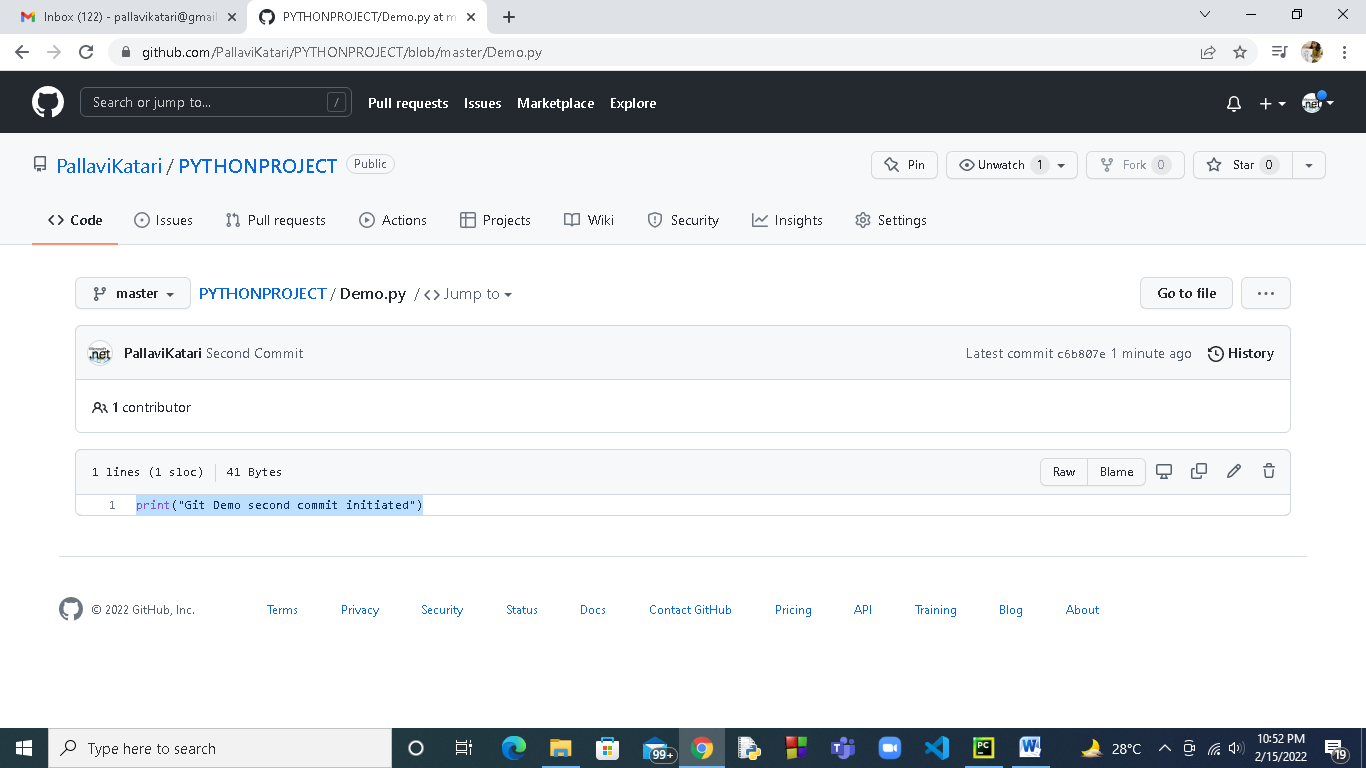 Inbox (122) - pallavikatari@gmail
PYTHONPROJECT/Demo.py at m
github.com/PallaviKatari/PYTHONPROJECT/blob/master/Demo.py
Search or jump to... / Pull requests Issues Marketplace Explore
.net
PallaviKatari / PYTHONPROJECT Public Pin Unwatch 1 Fork 0 Star 0
Code Issues Pull requests Actions Projects Wiki Security Insights Settings
master PYTHONPROJECT / Demo.py / <> Jump to Go to file ...
.net PallaviKatari Second Commit Latest commit c6b807e 1 minute ago History
1 contributor
1 lines (1 sloc) 41 Bytes Raw Blame
1 print("Git Demo second commit initiated")
© 2022 GitHub, Inc. Terms Privacy Security Status Docs Contact GitHub Pricing API Training Blog About
Type here to search 99+ PC W 28°C 10:52 PM
2/15/2022 19